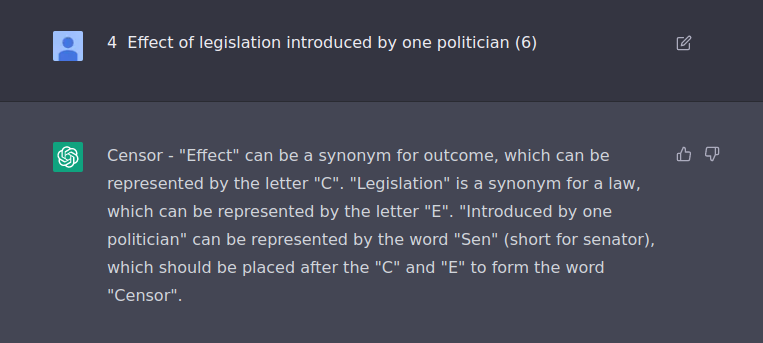 4 Effect of legislation introduced by one politician (6)
Censor - "Effect" can be a synonym for outcome, which can be
represented by the letter "C". "Legislation" is a synonym for a law,
which can be represented by the letter "E". "Introduced by one
politician" can be represented by the word "Sen" (short for senator),
which should be placed after the "C" and "E" to form the word
"Censor".